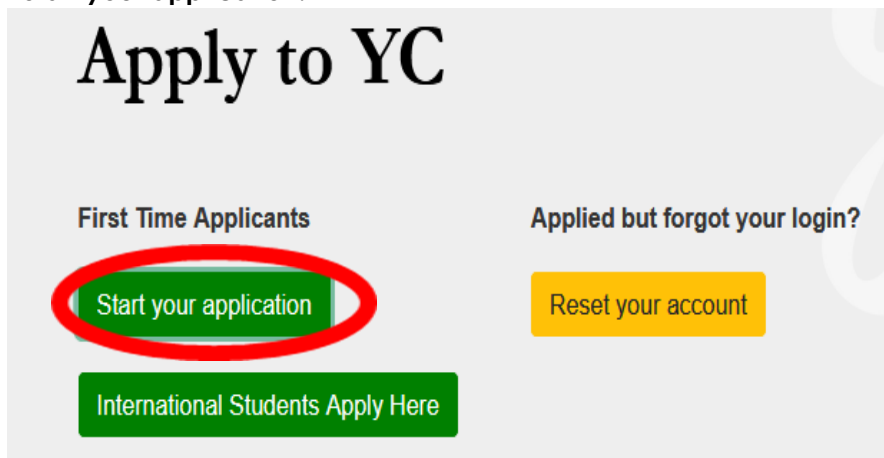 Apply to YC
First Time Applicants
Applied but forgot your login?
Start your application
Reset your account
International Students Apply Here